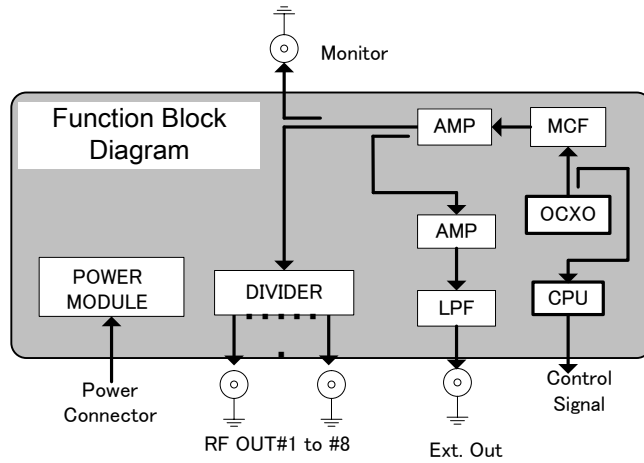 Monitor
Function Block
Diagram
AMP
MCF
OCXO
AMP
POWER
MODULE
DIVIDER
LPF
CPU
Power
Connector
RF OUT#1 to #8
Ext. Out
Control
Signal